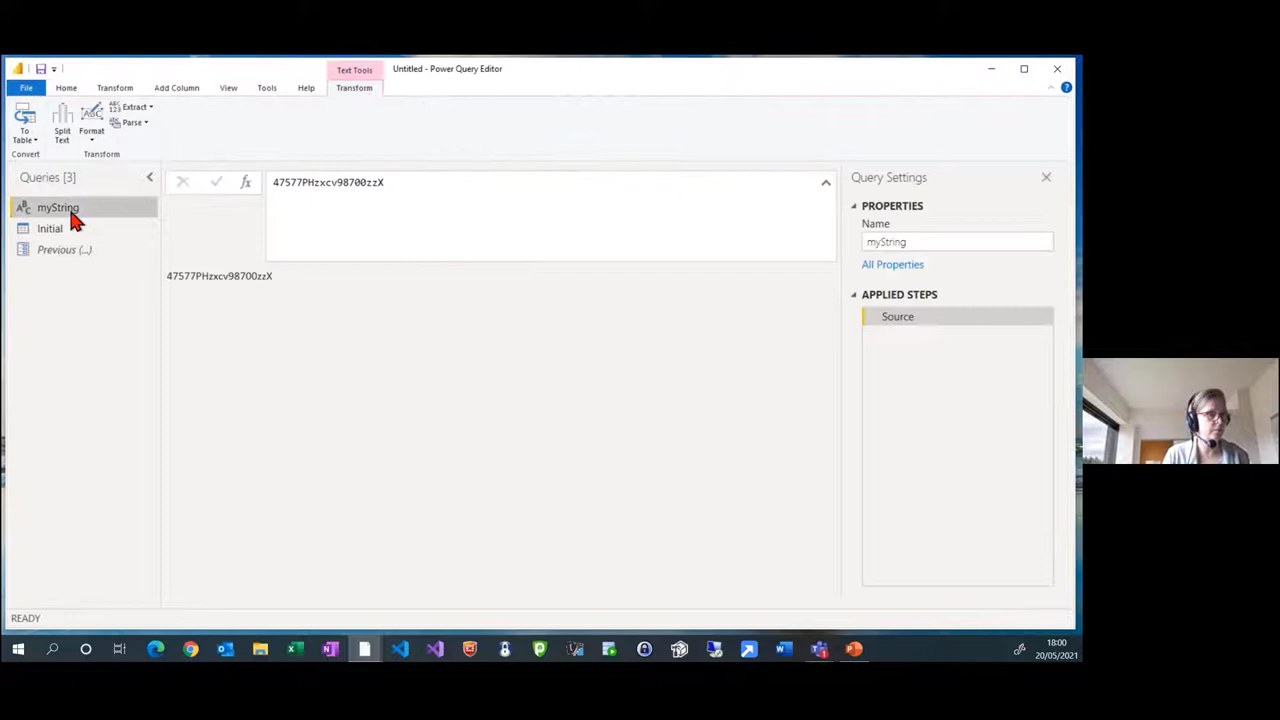 Text Tools
Untitled - Power Query Editor
File
Home
Transform
Add Column
View
Tools
Help
Transform
To Table
Split Text
Format
Extract
Parse
Convert
Transform
Queries [3]
myString
Initial
Previous (...)
fx
47577PHzxcv98700zzX
47577PHzxcv98700zzX
Query Settings
PROPERTIES
Name
myString
All Properties
APPLIED STEPS
Source
READY
18:00
20/05/2021